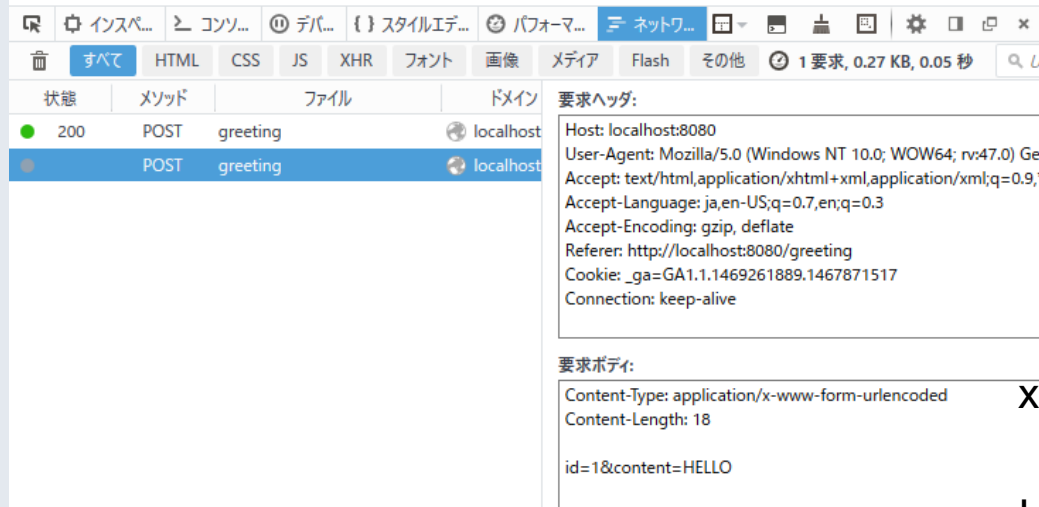 インスペ... コンソ... デバ... { } スタイルエデ... パフォーマ... ネットワ...
すべて HTML CSS JS XHR フォント 画像 メディア Flash その他 1 要求, 0.27 KB, 0.05 秒
状態 メソッド ファイル ドメイン
200 POST greeting localhost
POST greeting localhost
要求ヘッダ:
Host: localhost:8080
User-Agent: Mozilla/5.0 (Windows NT 10.0; WOW64; rv:47.0) Ge
Accept: text/html,application/xhtml+xml,application/xml;q=0.9,
Accept-Language: ja,en-US;q=0.7,en;q=0.3
Accept-Encoding: gzip, deflate
Referer: http://localhost:8080/greeting
Cookie: _ga=GA1.1.1469261889.1467871517
Connection: keep-alive
要求ボディ:
Content-Type: application/x-www-form-urlencoded
x
Content-Length: 18
id=1&content=HELLO